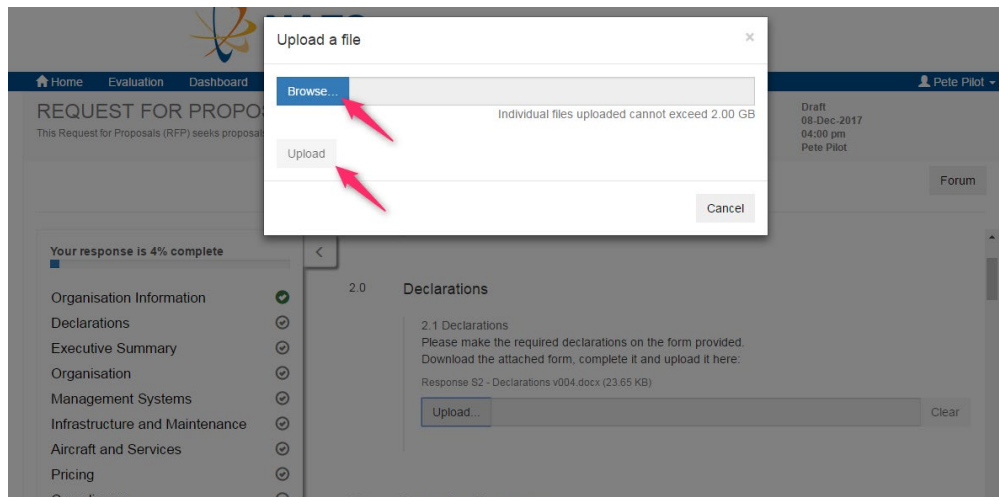 Upload a file
×
Home Evaluation Dashboard
Pete Pilot
Browse...
Individual files uploaded cannot exceed 2.00 GB
Upload
Cancel
REQUEST FOR PROPO
This Request for Proposals (RFP) seeks proposals
Draft
08-Dec-2017
04:00 pm
Pete Pilot
Forum
Your response is 4% complete
Organisation Information
Declarations
Executive Summary
Organisation
Management Systems
Infrastructure and Maintenance
Aircraft and Services
Pricing
2.0 Declarations
2.1 Declarations
Please make the required declarations on the form provided.
Download the attached form, complete it and upload it here:
Response S2 - Declarations v004.docx (23.65 KB)
Upload...
Clear